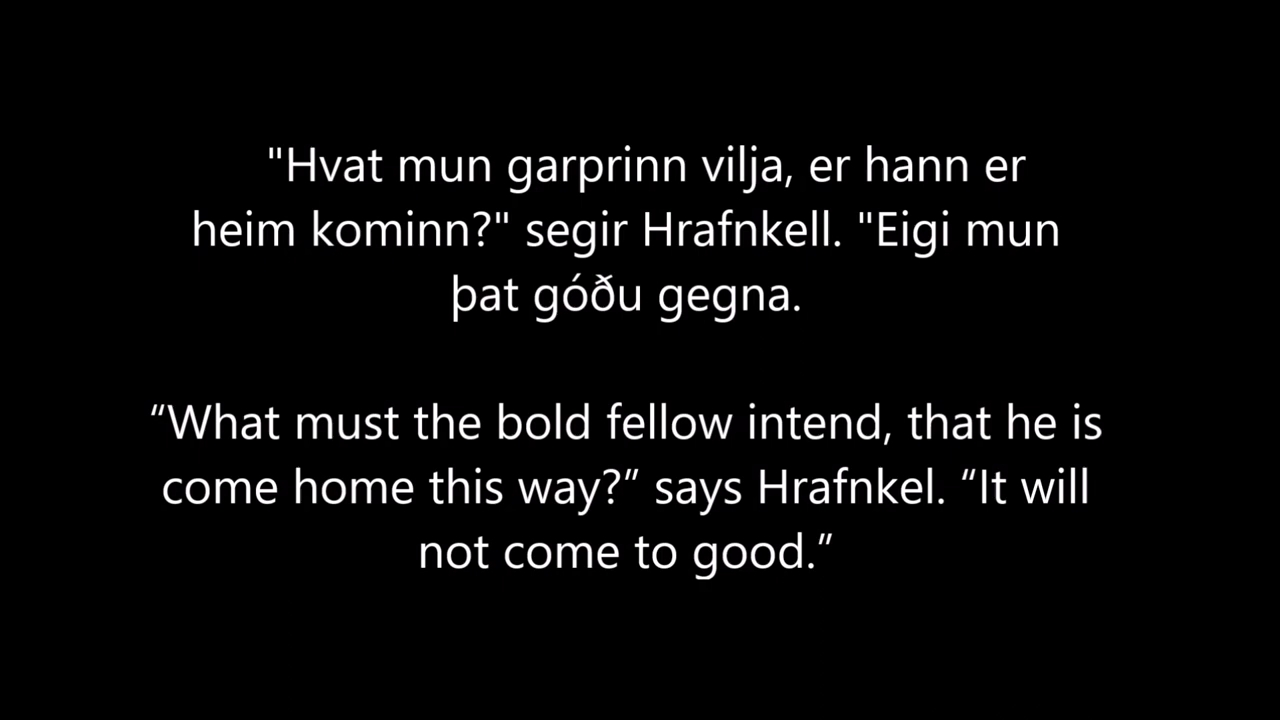 "Hvat mun garprinn vilja, er hann er
heim kominn?" segir Hrafnkell. "Eigi mun
þat góðu gegna.
“What must the bold fellow intend, that he is
come home this way?” says Hrafnkel. “It will
not come to good.”